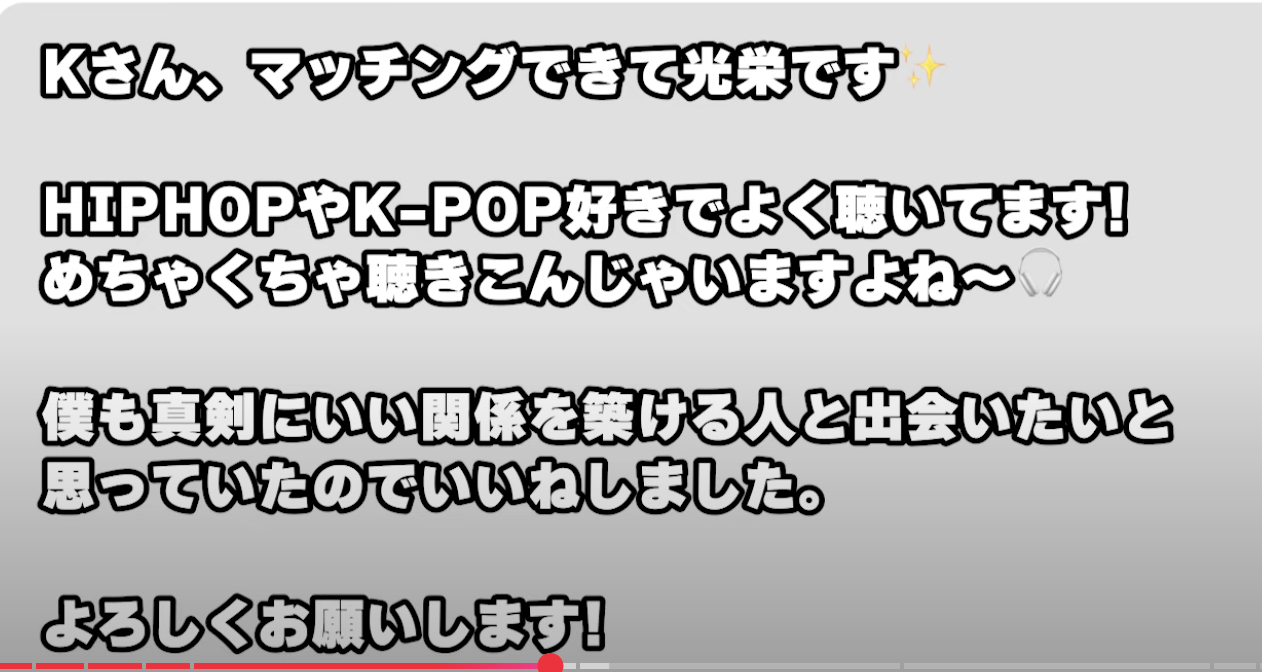 Kさん、マッチングできて光栄です✨
HIPHOPやK-POP好きでよく聴いてます!
めちゃくちゃ聴きこんじゃいますよね〜🎧
僕も真剣にいい関係を築ける人と出会いたいと
思っていたのでいいねしました。
よろしくお願いします!